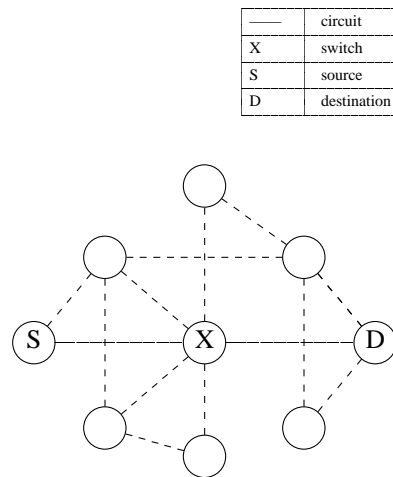 —— circuit
X switch
S source
D destination
S X D